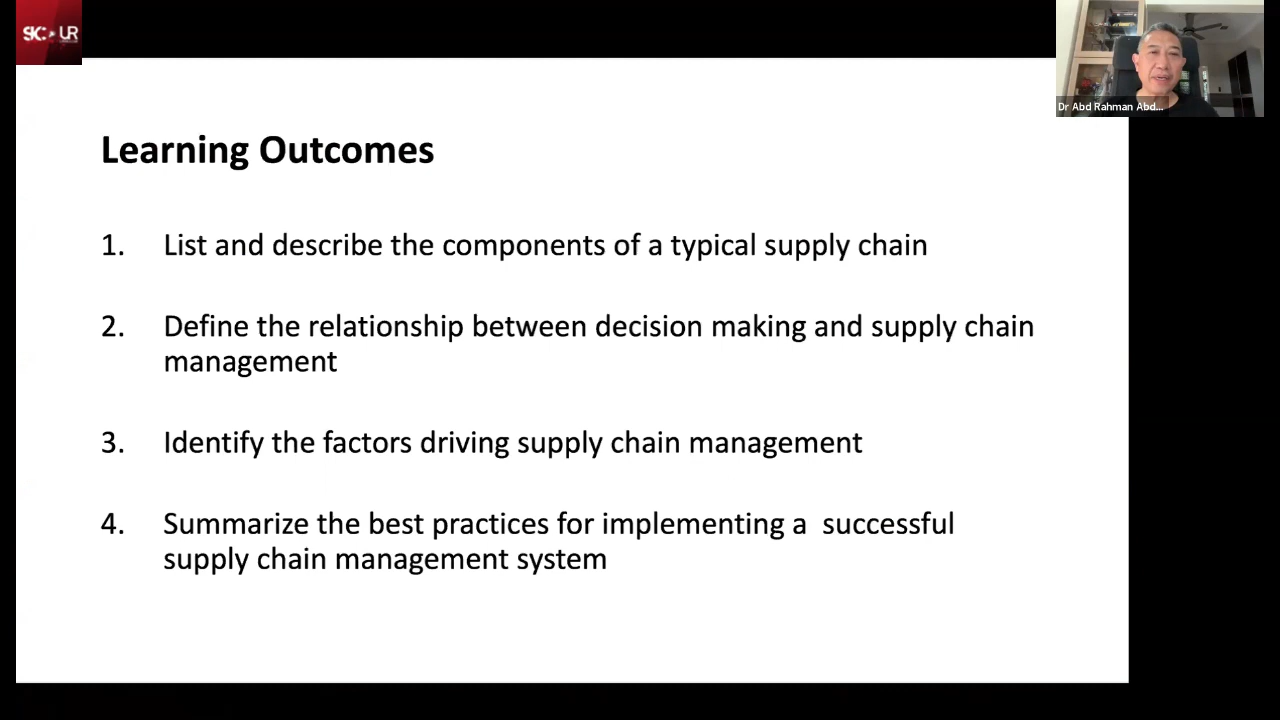 Dr Abd Rahman Abd...
Learning Outcomes
1. List and describe the components of a typical supply chain
2. Define the relationship between decision making and supply chain
management
3. Identify the factors driving supply chain management
4. Summarize the best practices for implementing a  successful
supply chain management system